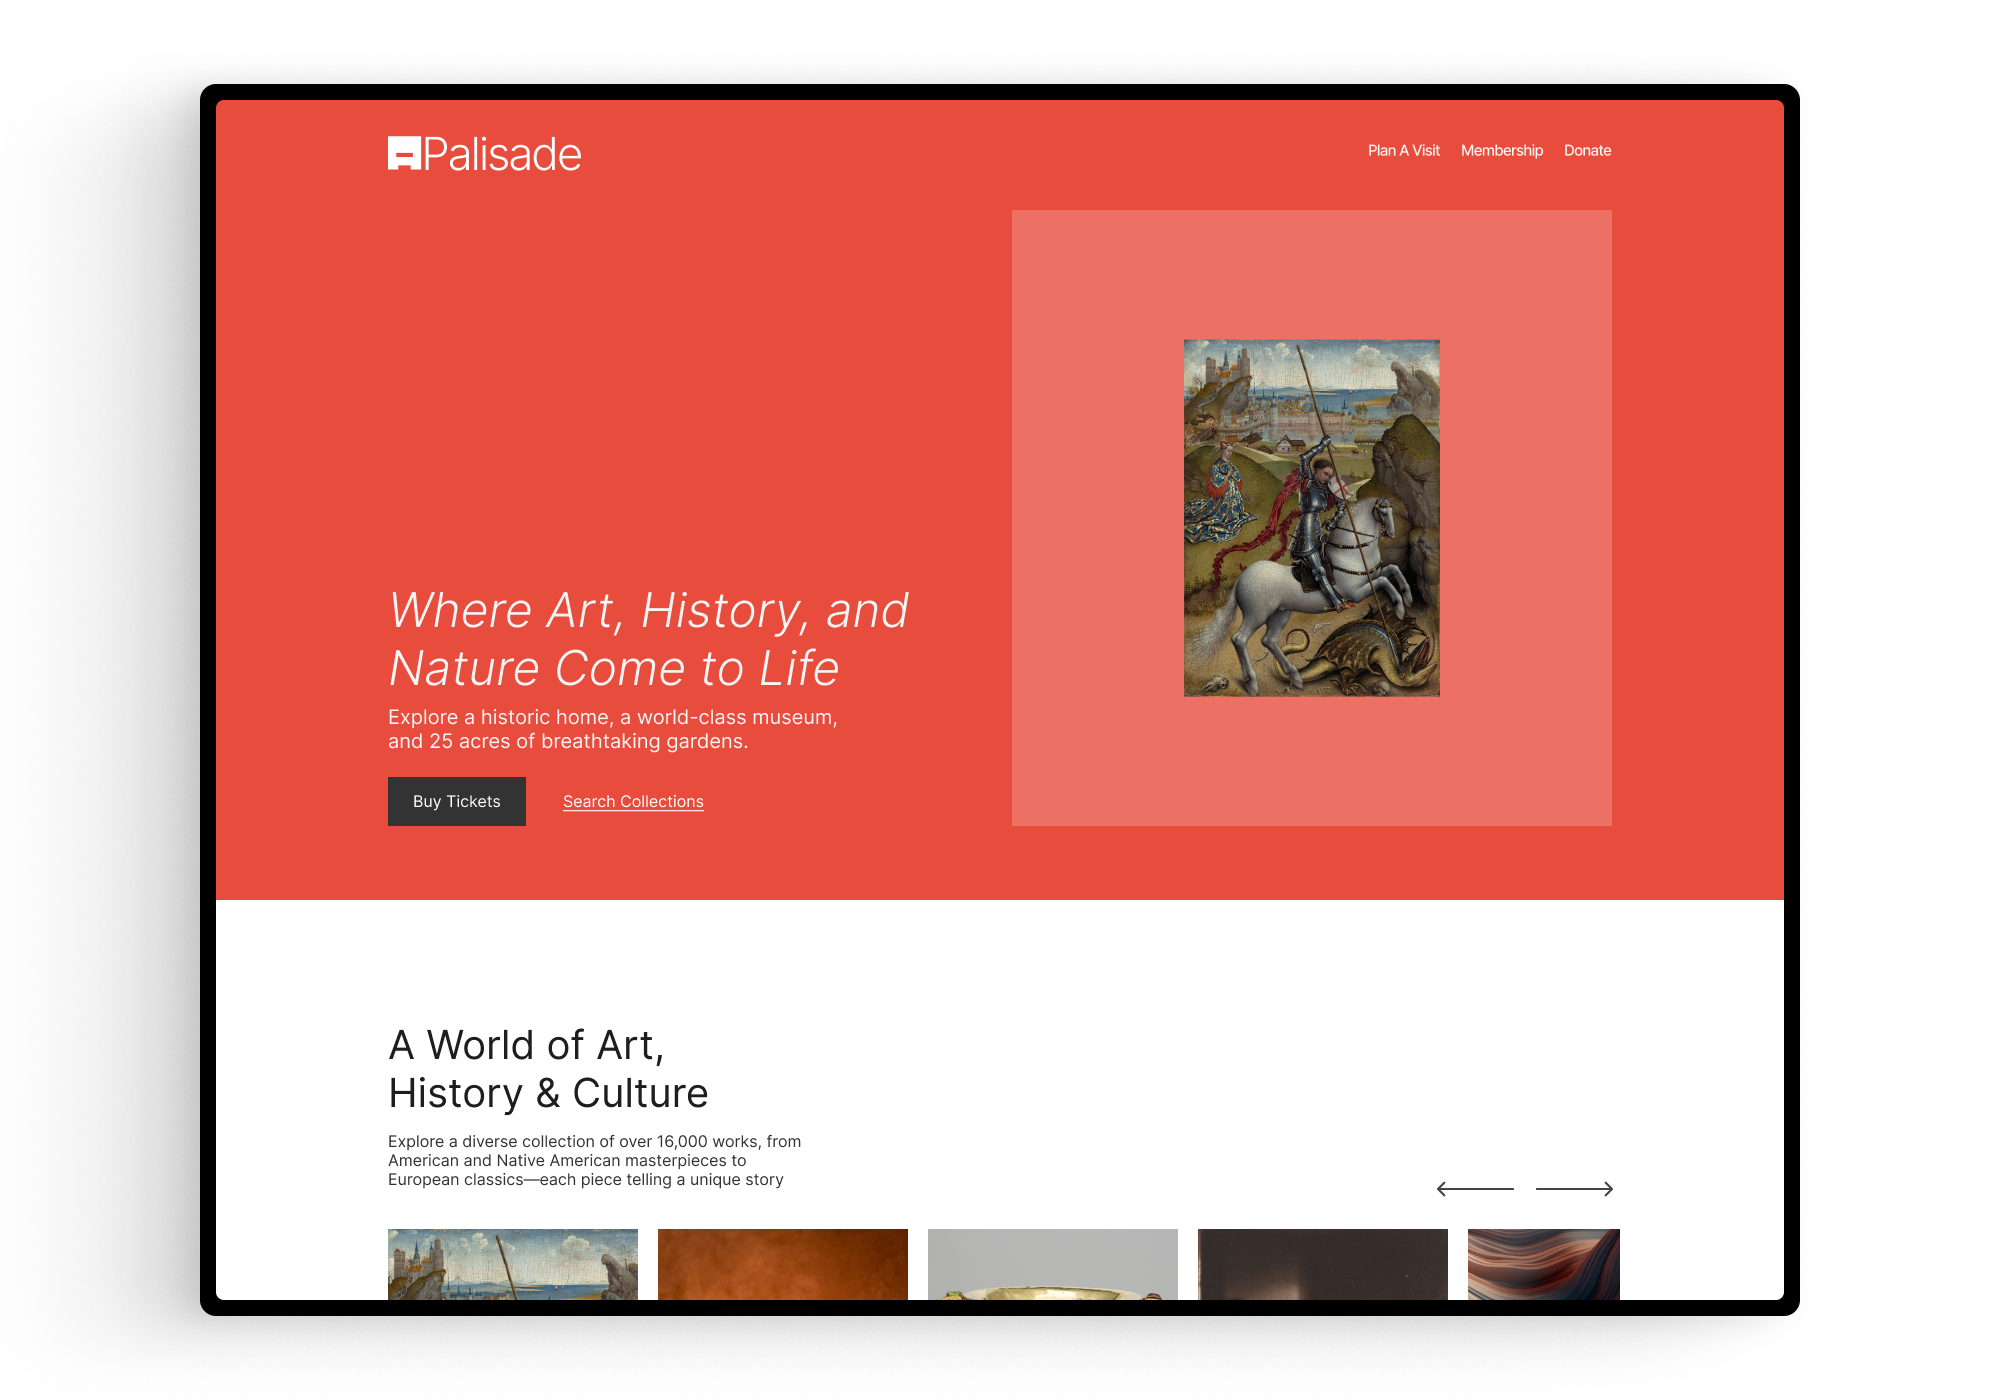 Palisade
Plan A Visit Membership Donate
Where Art, History, and
Nature Come to Life
Explore a historic home, a world-class museum,
and 25 acres of breathtaking gardens.
Buy Tickets
Search Collections
A World of Art,
History & Culture
Explore a diverse collection of over 16,000 works, from
American and Native American masterpieces to
European classics—each piece telling a unique story